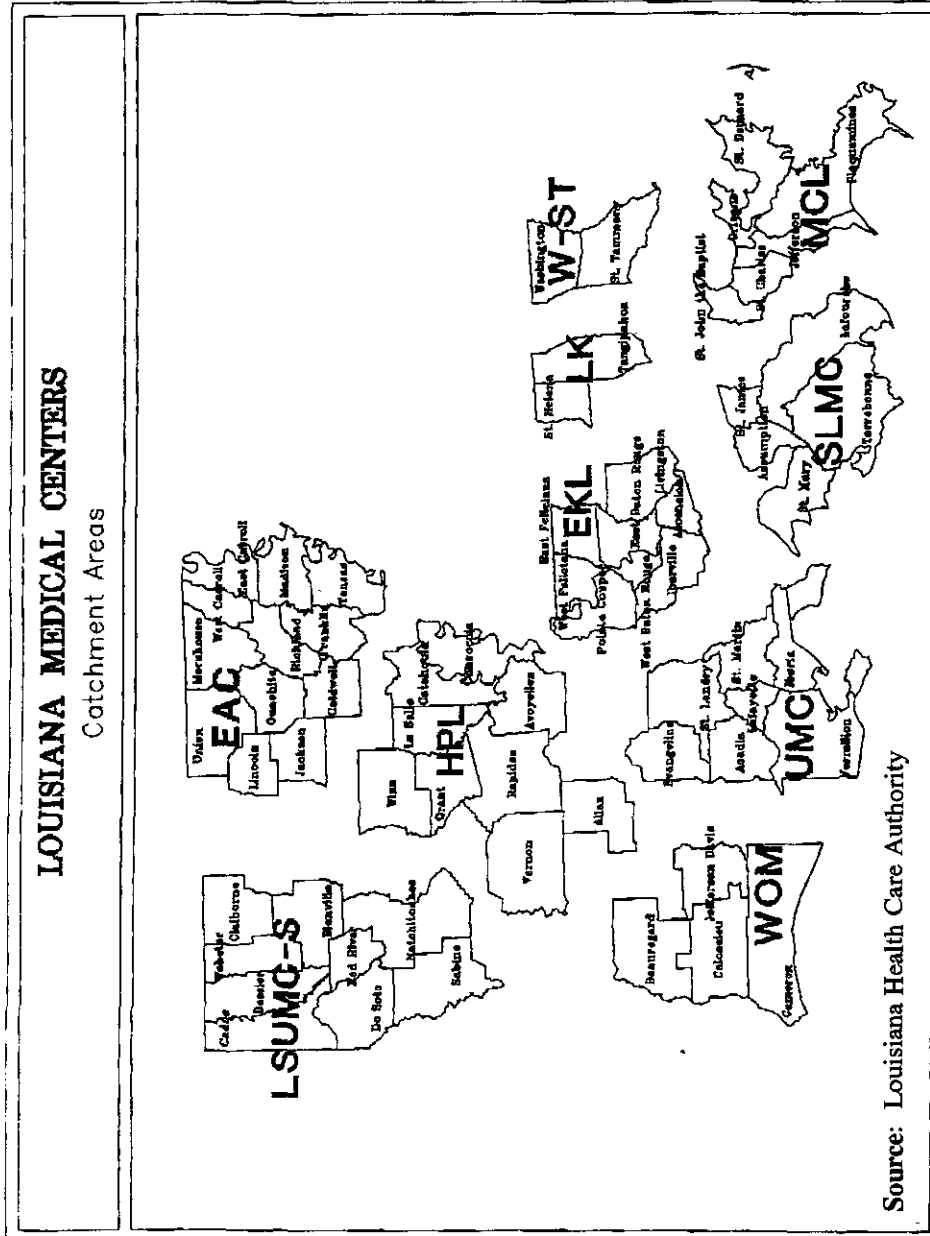 LOUISIANA MEDICAL CENTERS
Catchment Areas
LSUMC-S
Caddo
Bossier
Webster
Claiborne
Bienville
Red River
De Soto
Natchitoches
Sabine
EAC
Union
Morehouse
West Carroll
East Carroll
Lincoln
Ouachita
Richland
Madison
Jackson
Caldwell
Franklin
Tensas
HPL
Winn
La Salle
Catahoula
Grant
Concordia
Vernon
Rapides
Avoyelles
Allen
WOM
Beauregard
Calcasieu
Jefferson Davis
Cameron
UMC
Evangeline
St. Landry
Acadia
Lafayette
St. Martin
Iberia
Vermilion
EKL
East Feliciana
West Feliciana
Pointe Coupee
West Baton Rouge
East Baton Rouge
Livingston
Iberville
Ascension
LK
St. Helena
Tangipahoa
W-ST
Washington
St. Tammany
SLMC
St. James
Assumption
St. Mary
Lafourche
Terrebonne
MCL
St. John the Baptist
Orleans
St. Bernard
St. Charles
Jefferson
Plaquemines
Source: Louisiana Health Care Authority